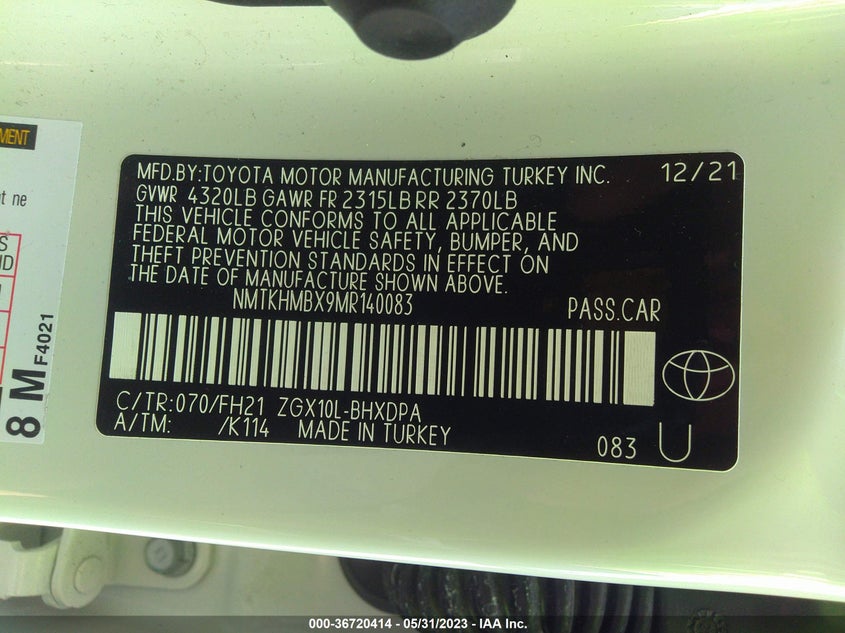 MENT
t ne
S
ND
8 M F4021
MFD.BY:TOYOTA MOTOR MANUFACTURING TURKEY INC. 12/21
GVWR 4320LB GAWR FR 2315LB RR 2370LB
THIS VEHICLE CONFORMS TO ALL APPLICABLE
FEDERAL MOTOR VEHICLE SAFETY, BUMPER, AND
THEFT PREVENTION STANDARDS IN EFFECT ON
THE DATE OF MANUFACTURE SHOWN ABOVE.
NMTKHMBX9MR140083 PASS.CAR
C/TR:070/FH21 ZGX10L-BHXDPA
A/TM: /K114 MADE IN TURKEY
083 U
000-36720414 - 05/31/2023 - IAA Inc.